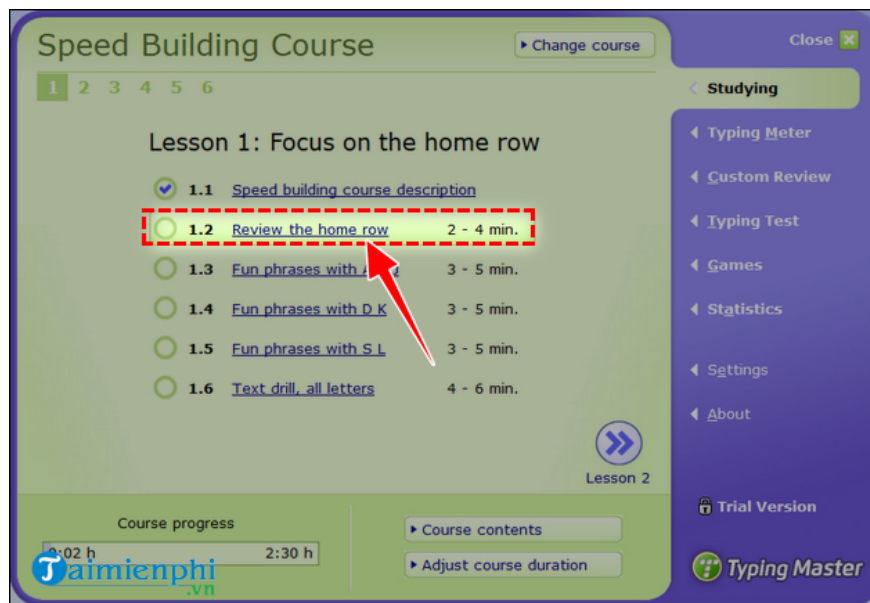 Speed Building Course
Change course
Close
1 2 3 4 5 6
Studying
Lesson 1: Focus on the home row
1.1 Speed building course description
1.2 Review the home row 2 - 4 min.
1.3 Fun phrases with 3 - 5 min.
1.4 Fun phrases with D K 3 - 5 min.
1.5 Fun phrases with S L 3 - 5 min.
1.6 Text drill, all letters 4 - 6 min.
Lesson 2
Typing Meter
Custom Review
Typing Test
Games
Statistics
Settings
About
Trial Version
Typing Master
Course progress
2:30 h
Course contents
Adjust course duration
Taimienphi
.vn